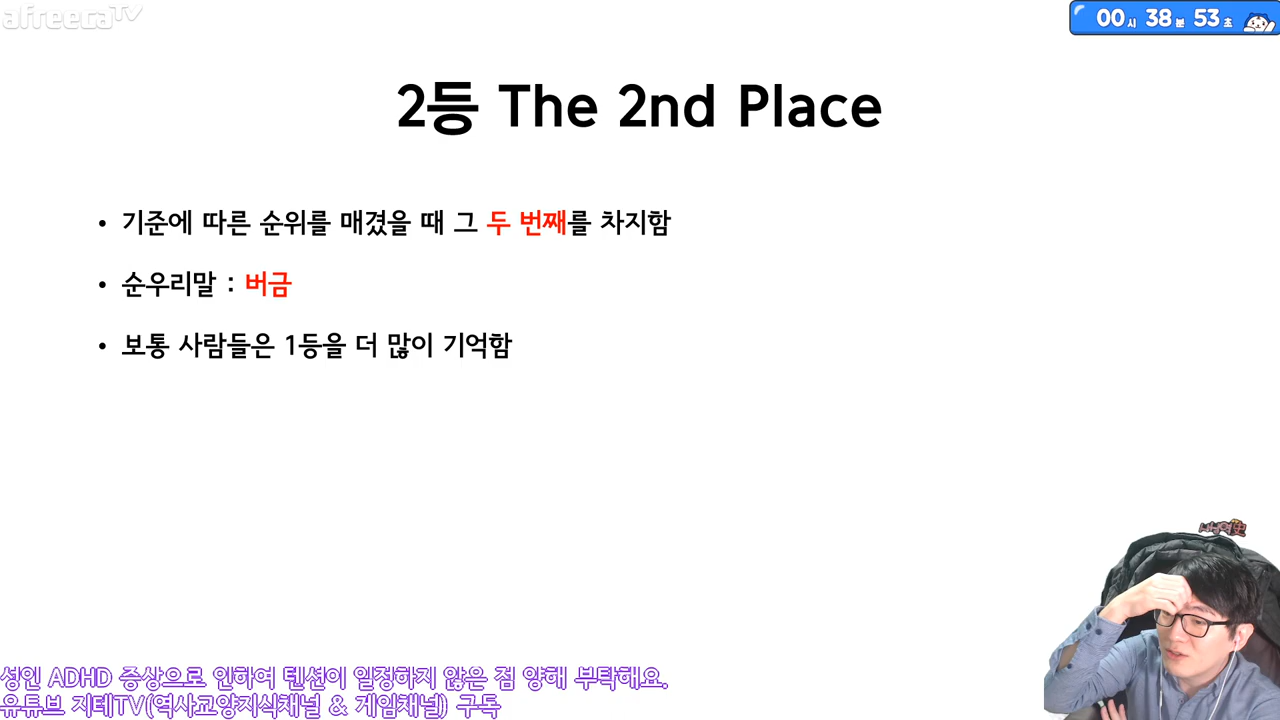 afreecaTV
00시 38분 53초
2등 The 2nd Place
• 기준에 따른 순위를 매겼을 때 그 두 번째를 차지함
• 순우리말 : 버금
• 보통 사람들은 1등을 더 많이 기억함
성인 ADHD 증상으로 인하여 텐션이 일정하지 않은 점 양해 부탁해요.
유튜브 지테TV(역사교양지식채널 & 게임채널) 구독